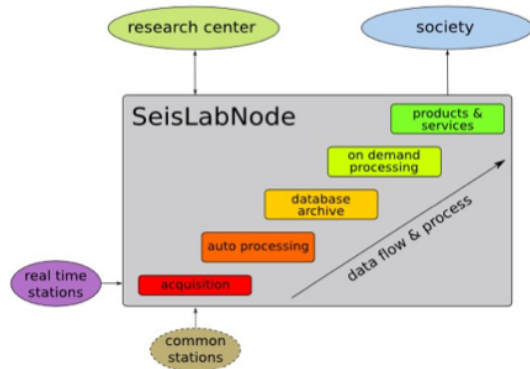 research center
society
SeisLabNode
products &
services
on demand
processing
database
archive
auto processing
data flow & process
real time
stations
acquisition
common
stations